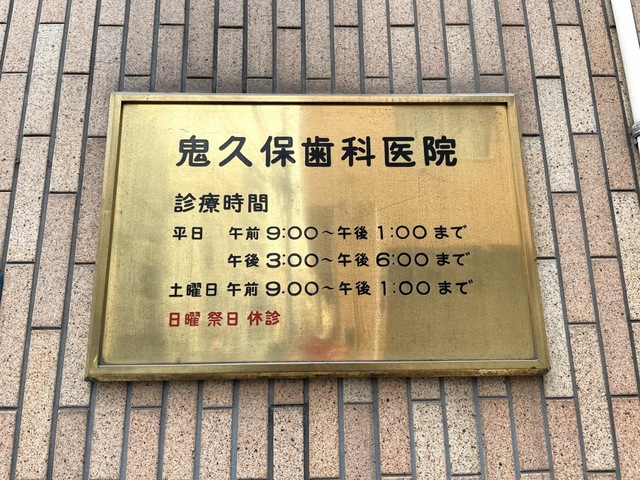 鬼久保歯科医院
診療時間
平日 午前 9:00～午後 1:00 まで
午後 3:00～午後 6:00 まで
土曜日 午前 9.00～午後 1:00 まで
日曜 祭日 休診